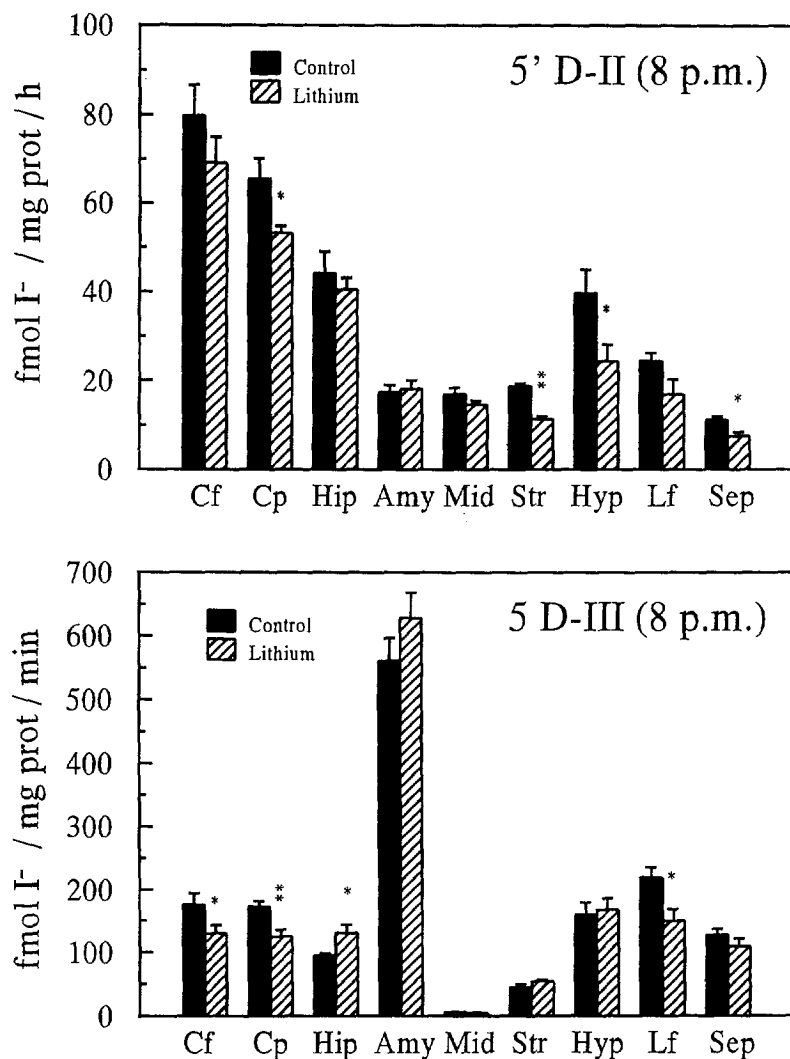 100
80
60
40
20
0
fmol I- / mg prot / h
Control
Lithium
5' D-II (8 p.m.)
*
**
*
*
Cf Cp Hip Amy Mid Str Hyp Lf Sep
700
600
500
400
300
200
100
0
fmol I- / mg prot / min
Control
Lithium
5 D-III (8 p.m.)
*
**
*
*
Cf Cp Hip Amy Mid Str Hyp Lf Sep